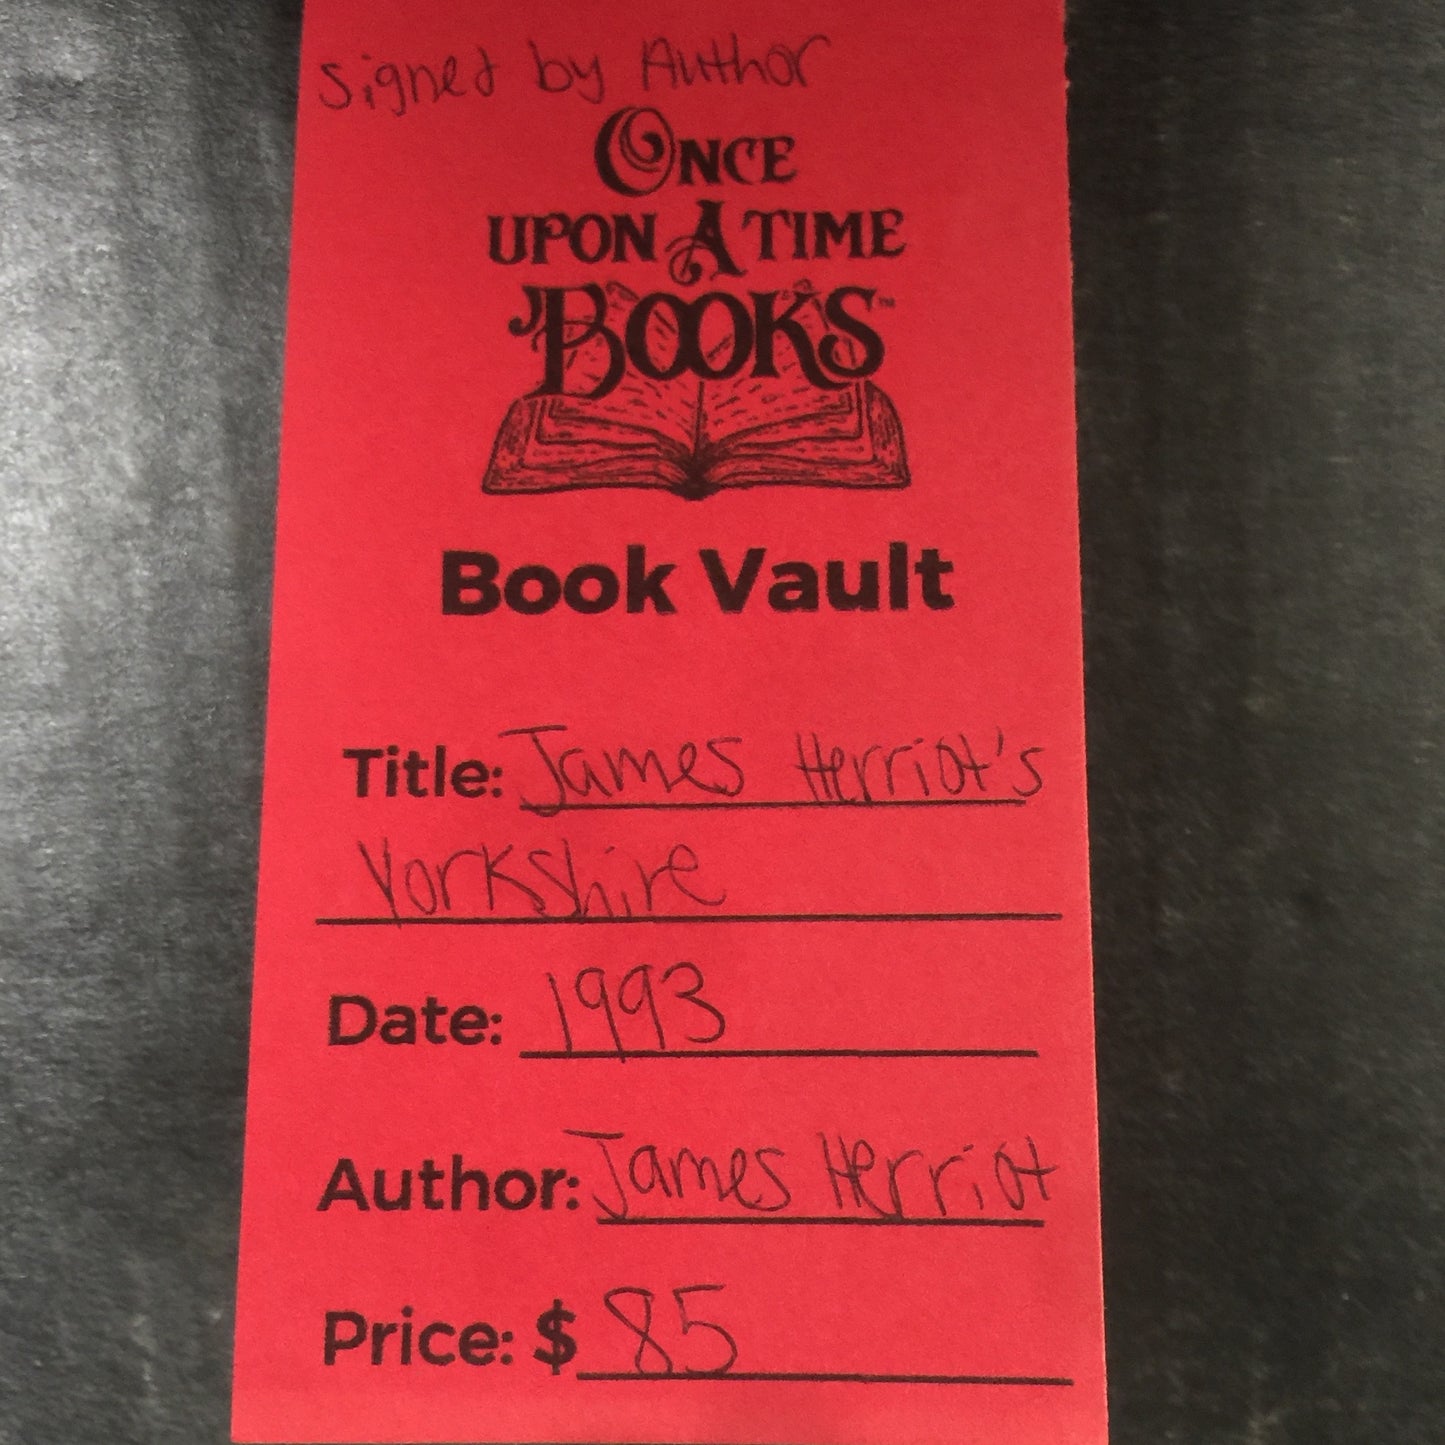 Signed by Author
ONCE
UPON A TIME
BOOKS™
Book Vault
Title: James Herriot's
Yorkshire
Date: 1993
Author: James Herriot
Price: $ 85